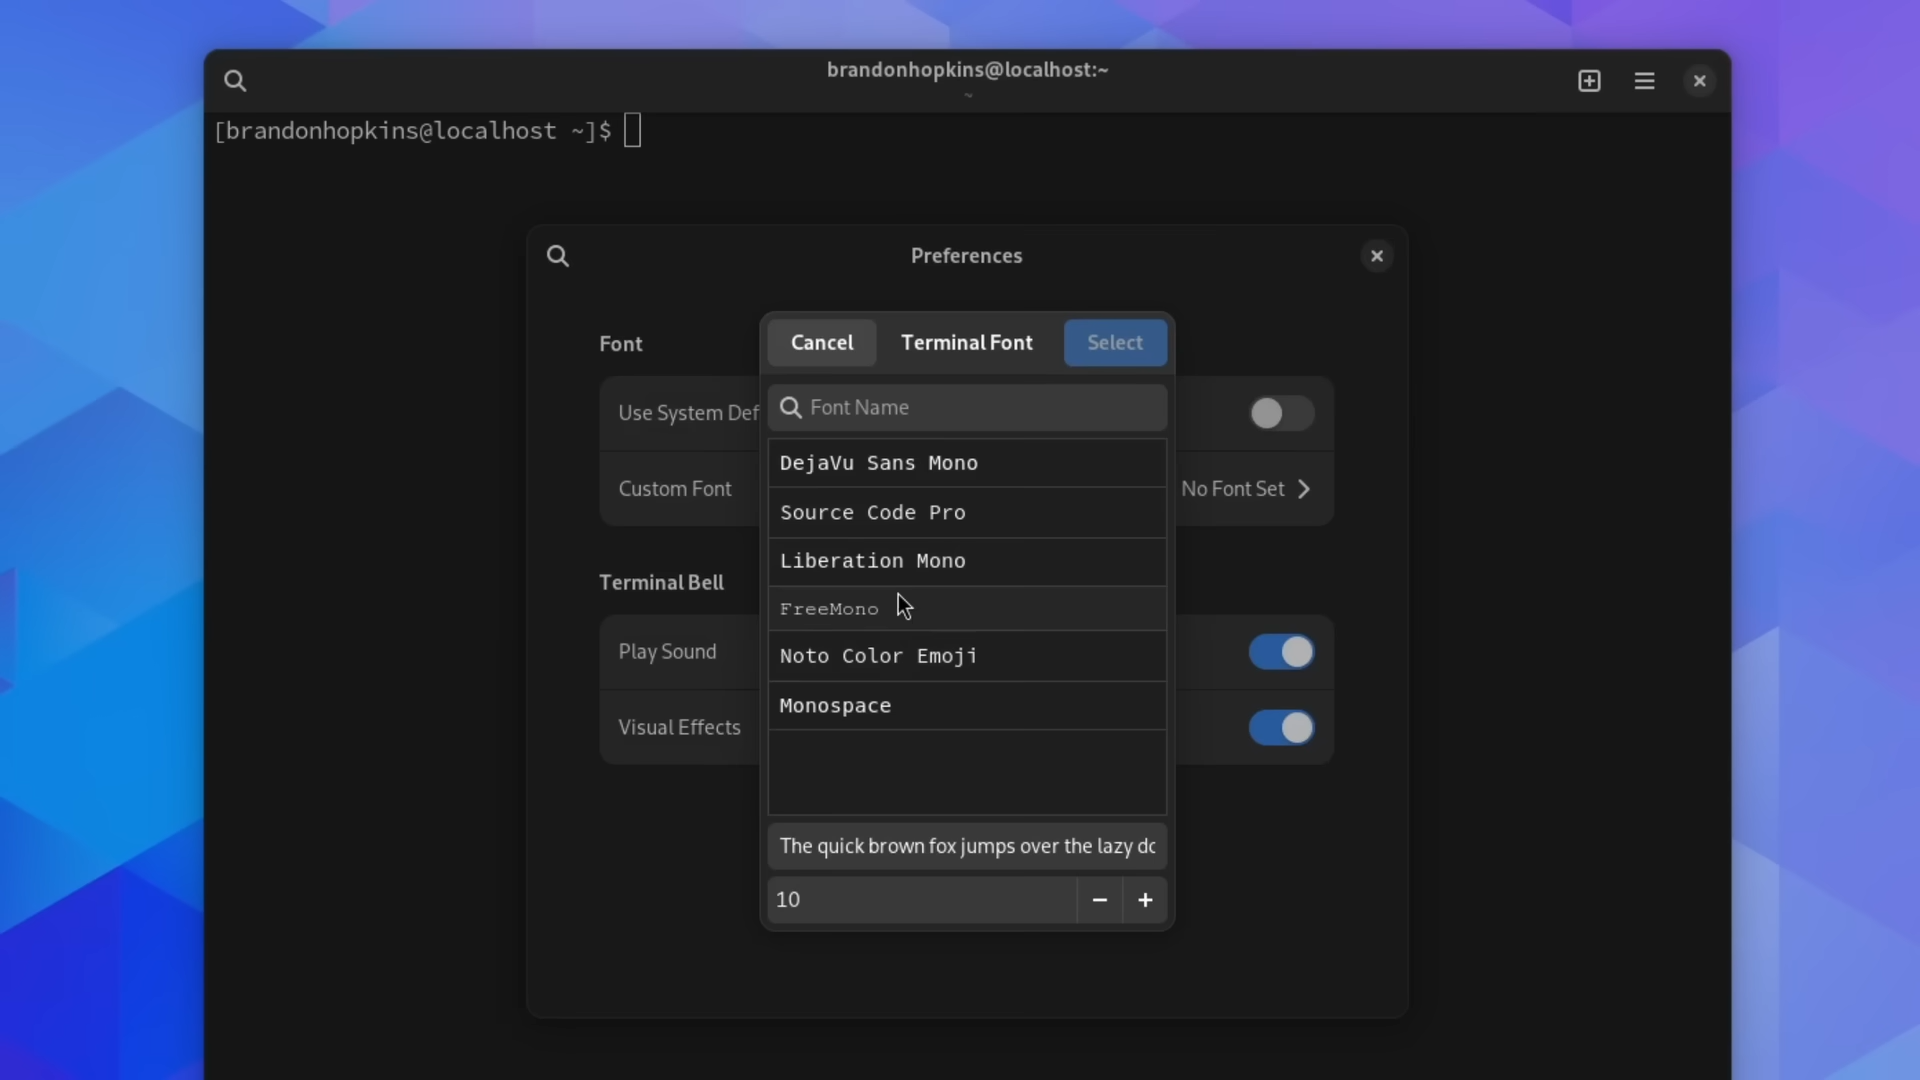 brandonhopkins@localhost:~
~
[brandonhopkins@localhost ~]$
Preferences
Cancel
Terminal Font
Select
Font
Font Name
Use System Def
DejaVu Sans Mono
Custom Font
No Font Set
Source Code Pro
Liberation Mono
Terminal Bell
FreeMono
Play Sound
Noto Color Emoji
Monospace
Visual Effects
The quick brown fox jumps over the lazy do
10